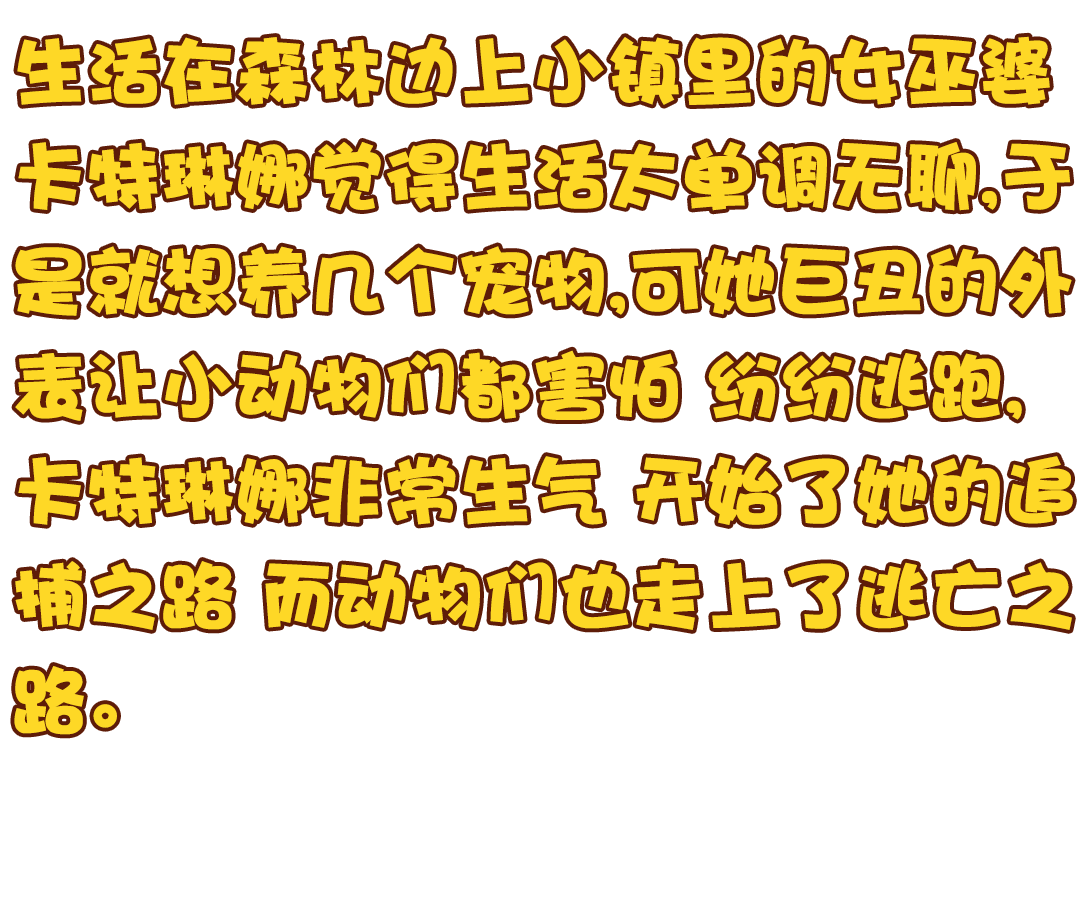 生活在森林边上小镇里的女巫婆
卡特琳娜觉得生活太单调无聊,于
是就想养几个宠物,可她巨丑的外
表让小动物们都害怕 纷纷逃跑,
卡特琳娜非常生气 开始了她的追
捕之路 而动物们也走上了逃亡之
路。